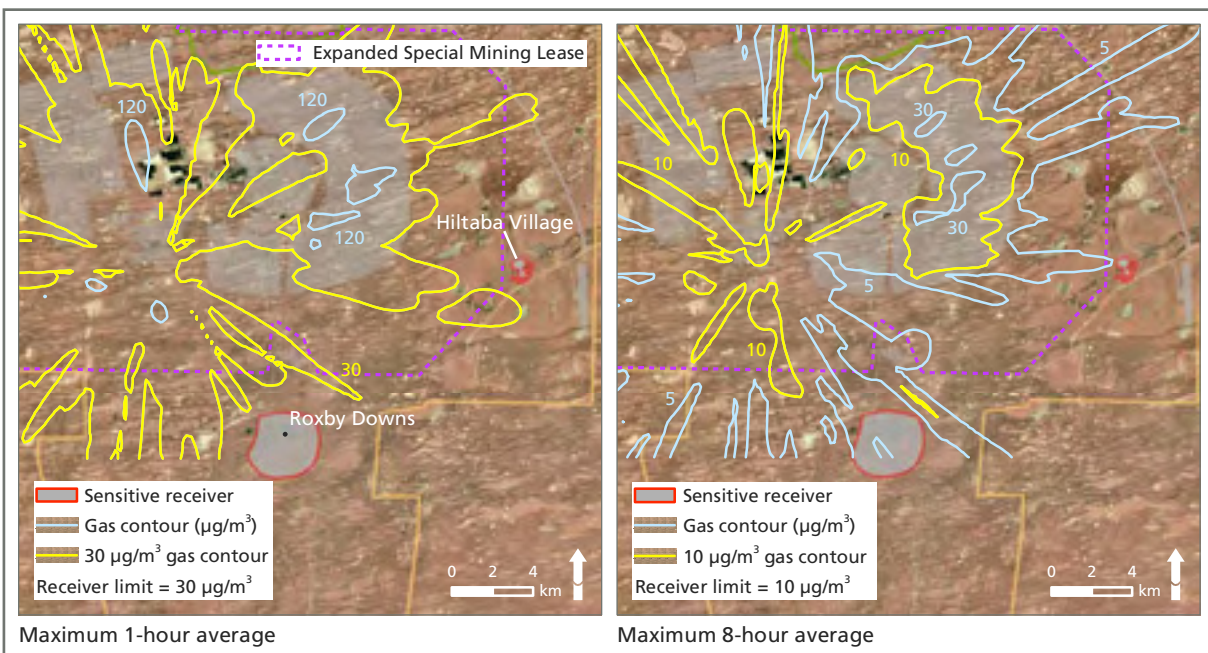 Expanded Special Mining Lease
120
120
120
Hiltaba Village
30
Roxby Downs
Sensitive receiver
Gas contour (µg/m³)
30 µg/m³ gas contour
Receiver limit = 30 µg/m³
0 2 4
km
Maximum 1-hour average
5
30
10
10
30
5
10
5
Sensitive receiver
Gas contour (µg/m³)
10 µg/m³ gas contour
Receiver limit = 10 µg/m³
0 2 4
km
Maximum 8-hour average